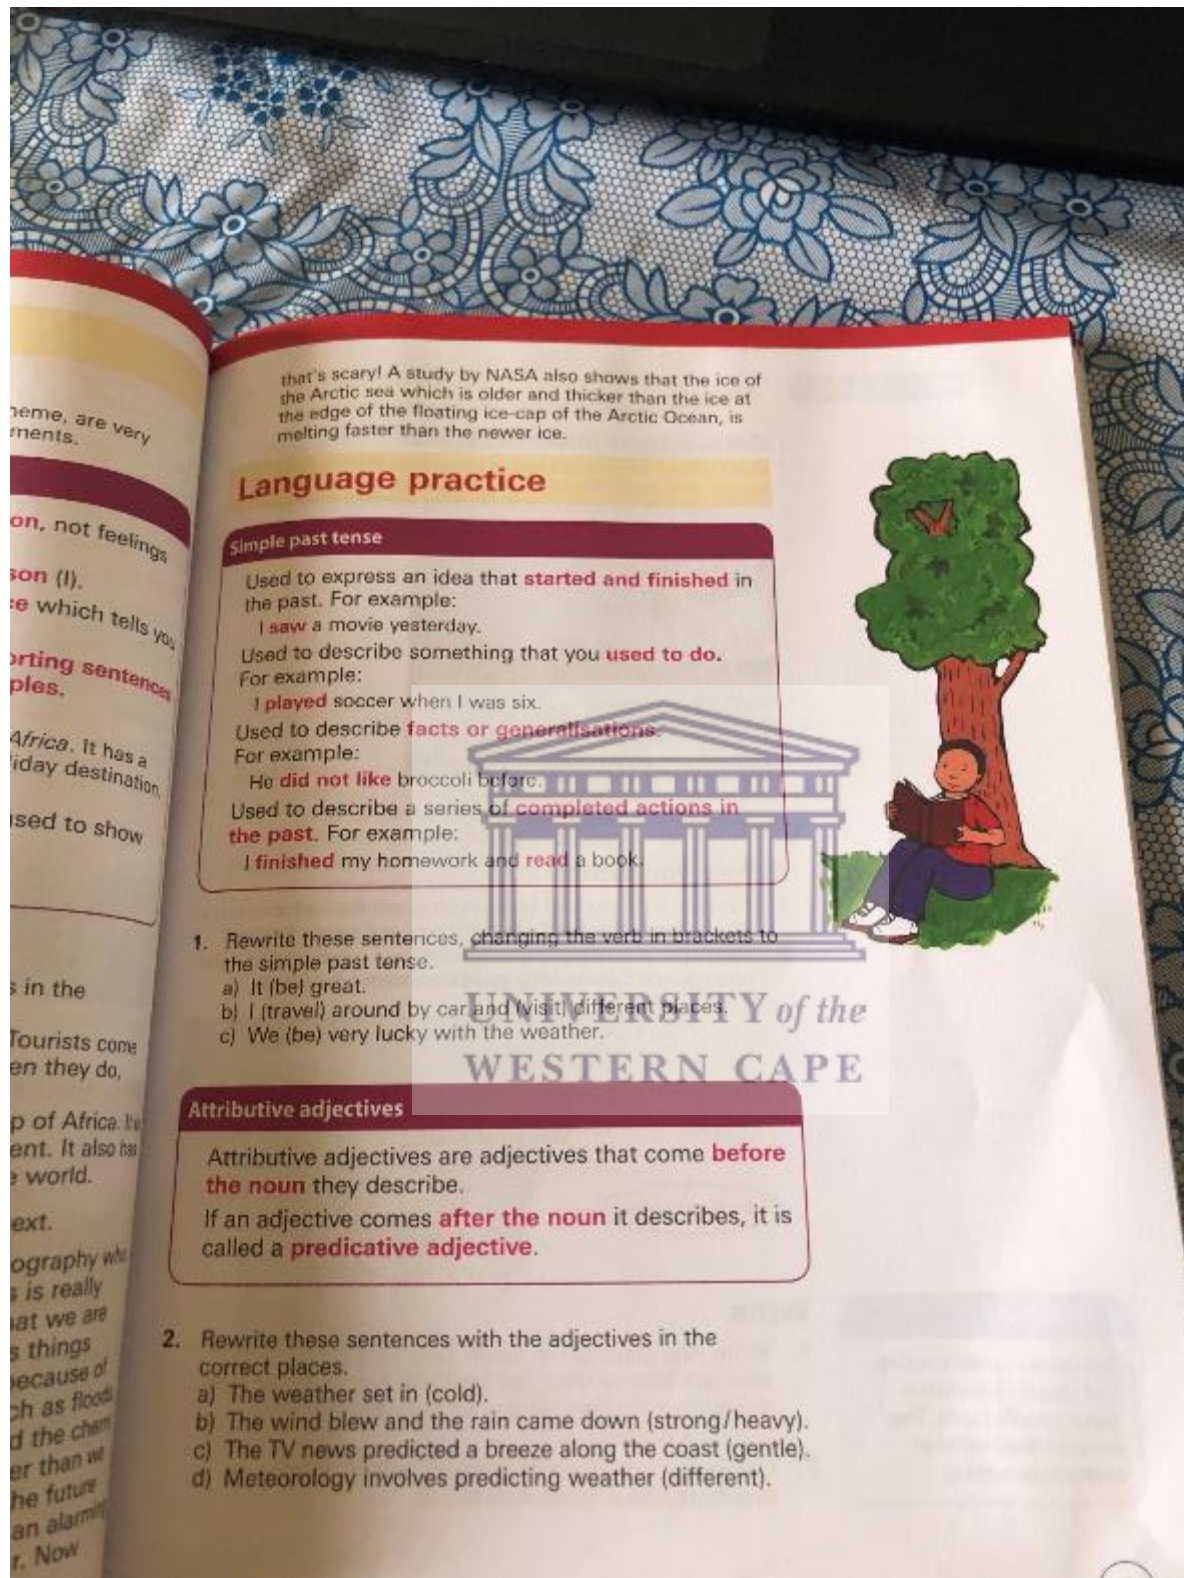 neme, are very
ments.
on, not feelings
son (I).
ce which tells you
orting sentences
ples.
Africa. It has a
iday destination.
used to show
s in the
Tourists come
en they do,
p of Africa. It
ent. It also has
e world.
ext.
ography who
s is really
at we are
s things
because of
ch as floods
d the chem
er than we
he future
an alarming
r. Now
that's scary! A study by NASA also shows that the ice of
the Arctic sea which is older and thicker than the ice at
the edge of the floating ice-cap of the Arctic Ocean, is
melting faster than the newer ice.
Language practice
Simple past tense
Used to express an idea that started and finished in
the past. For example:
I saw a movie yesterday.
Used to describe something that you used to do.
For example:
I played soccer when I was six.
Used to describe facts or generalisations.
For example:
He did not like broccoli before.
Used to describe a series of completed actions in
the past. For example:
I finished my homework and read a book.
1. Rewrite these sentences, changing the verb in brackets to
the simple past tense.
a) It (be) great.
b) I (travel) around by car and (visit) different places.
c) We (be) very lucky with the weather.
UNIVERSITY of the
WESTERN CAPE
Attributive adjectives
Attributive adjectives are adjectives that come before
the noun they describe.
If an adjective comes after the noun it describes, it is
called a predicative adjective.
2. Rewrite these sentences with the adjectives in the
correct places.
a) The weather set in (cold).
b) The wind blew and the rain came down (strong/heavy).
c) The TV news predicted a breeze along the coast (gentle).
d) Meteorology involves predicting weather (different).